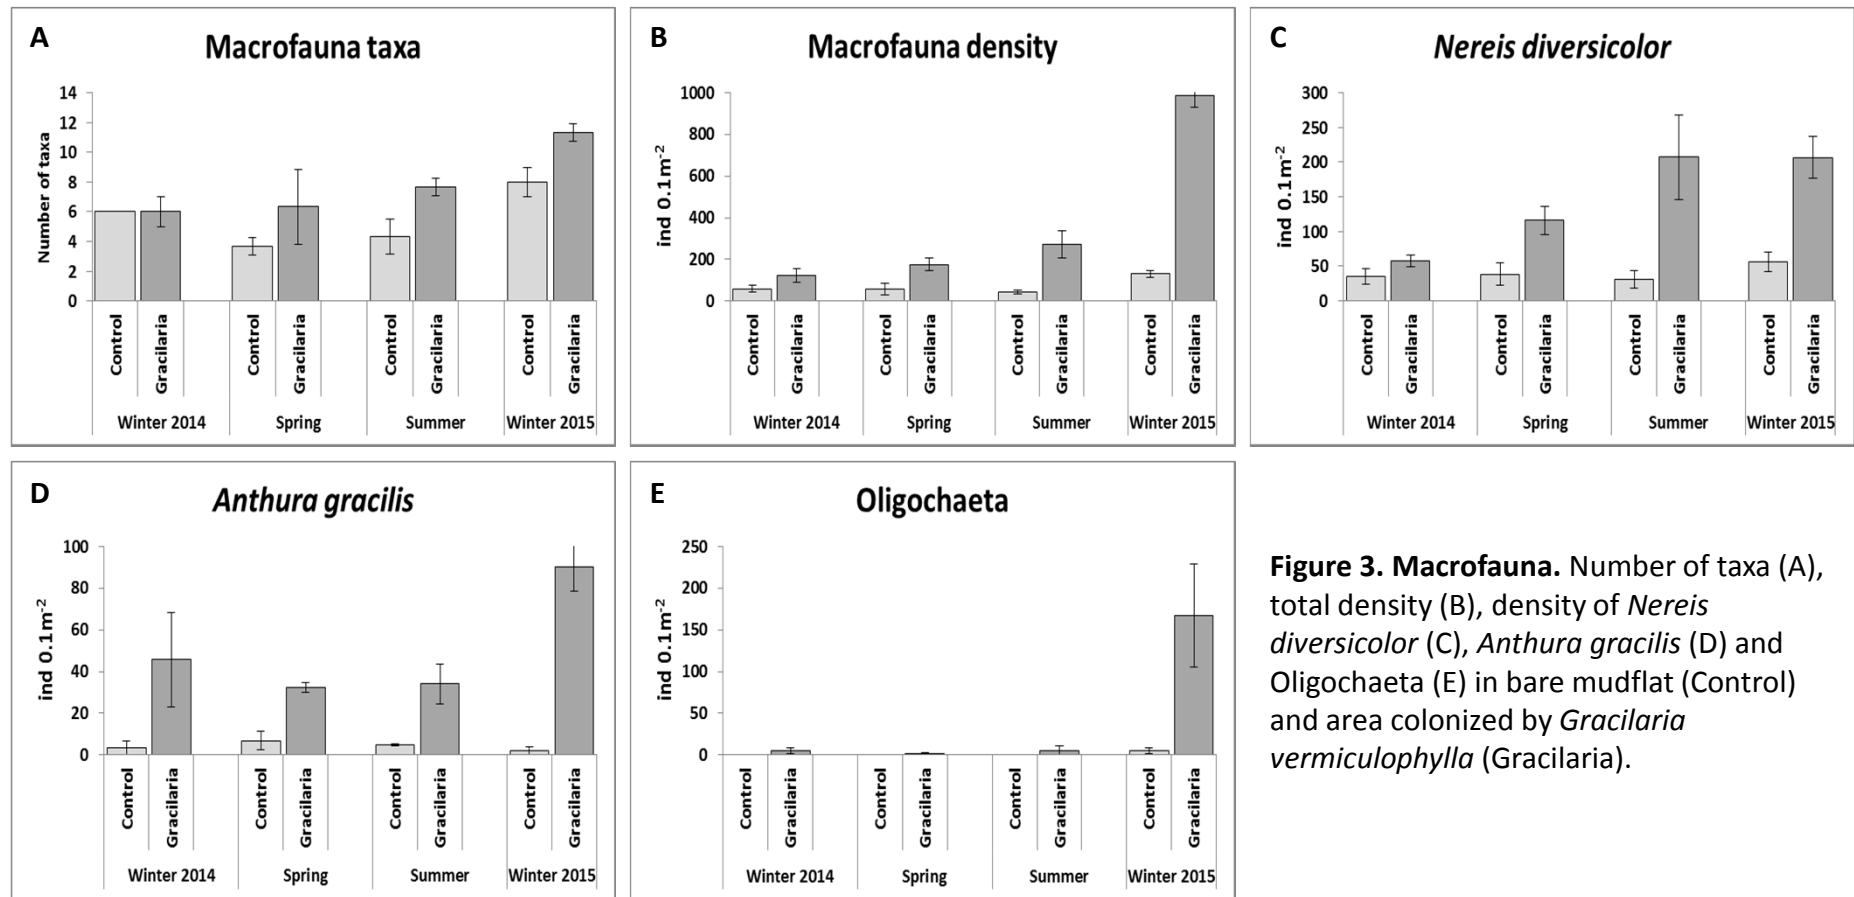 A
Macrofauna taxa
Number of taxa
14
12
10
8
6
4
2
0
Control
Gracilaria
Control
Gracilaria
Control
Gracilaria
Control
Gracilaria
Winter 2014
Spring
Summer
Winter 2015
B
Macrofauna density
ind 0.1m⁻²
1000
800
600
400
200
0
Control
Gracilaria
Control
Gracilaria
Control
Gracilaria
Control
Gracilaria
Winter 2014
Spring
Summer
Winter 2015
C
Nereis diversicolor
ind 0.1m⁻²
300
250
200
150
100
50
0
Control
Gracilaria
Control
Gracilaria
Control
Gracilaria
Control
Gracilaria
Winter 2014
Spring
Summer
Winter 2015
D
Anthura gracilis
ind 0.1m⁻²
100
80
60
40
20
0
Control
Gracilaria
Control
Gracilaria
Control
Gracilaria
Control
Gracilaria
Winter 2014
Spring
Summer
Winter 2015
E
Oligochaeta
ind 0.1m⁻²
250
200
150
100
50
0
Control
Gracilaria
Control
Gracilaria
Control
Gracilaria
Control
Gracilaria
Winter 2014
Spring
Summer
Winter 2015
Figure 3. Macrofauna. Number of taxa (A),
total density (B), density of Nereis
diversicolor (C), Anthura gracilis (D) and
Oligochaeta (E) in bare mudflat (Control)
and area colonized by Gracilaria
vermiculophylla (Gracilaria).